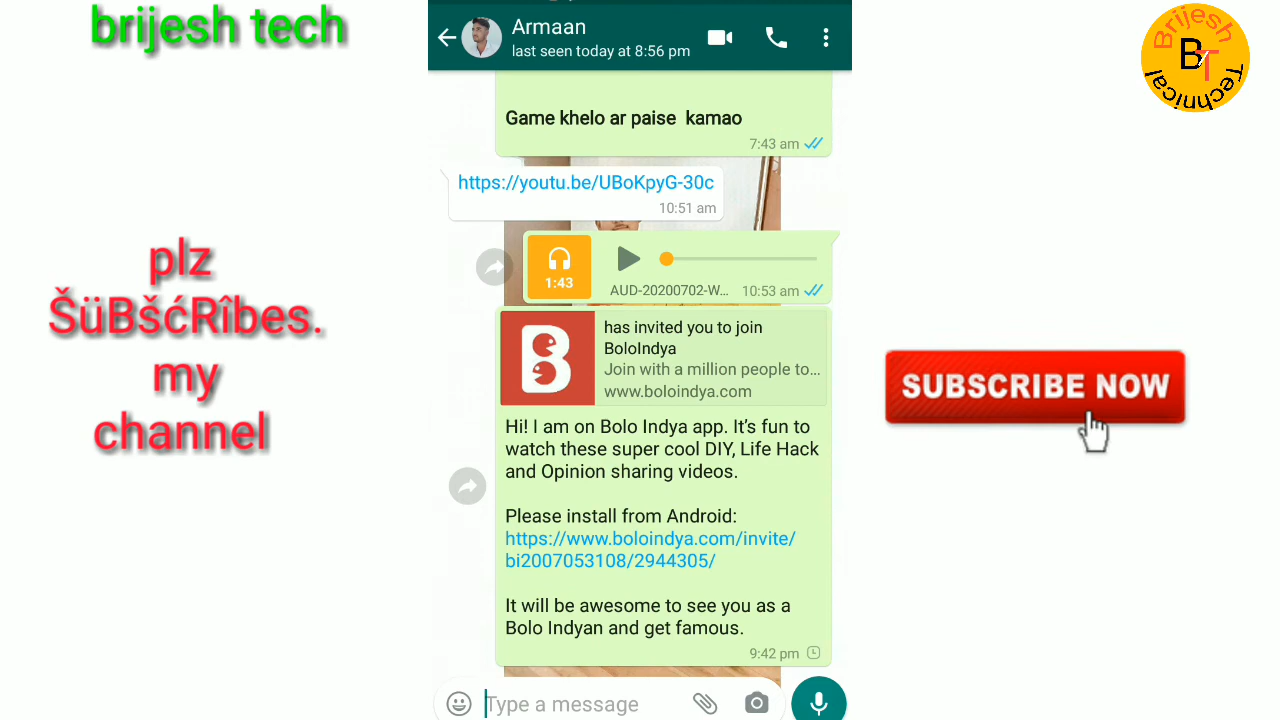 brijesh tech
plz
ŠüBšćRîbes.
my
channel
Armaan
last seen today at 8:56 pm
Game khelo ar paise kamao
7:43 am
https://youtu.be/UBoKpyG-30c
10:51 am
1:43
AUD-20200702-W...
10:53 am
has invited you to join
BoloIndya
Join with a million people to...
www.boloindya.com
Hi! I am on Bolo Indya app. It's fun to
watch these super cool DIY, Life Hack
and Opinion sharing videos.
Please install from Android:
https://www.boloindya.com/invite/
bi2007053108/2944305/
It will be awesome to see you as a
Bolo Indyan and get famous.
9:42 pm
Type a message
Brijesh
BT
Technical
SUBSCRIBE NOW